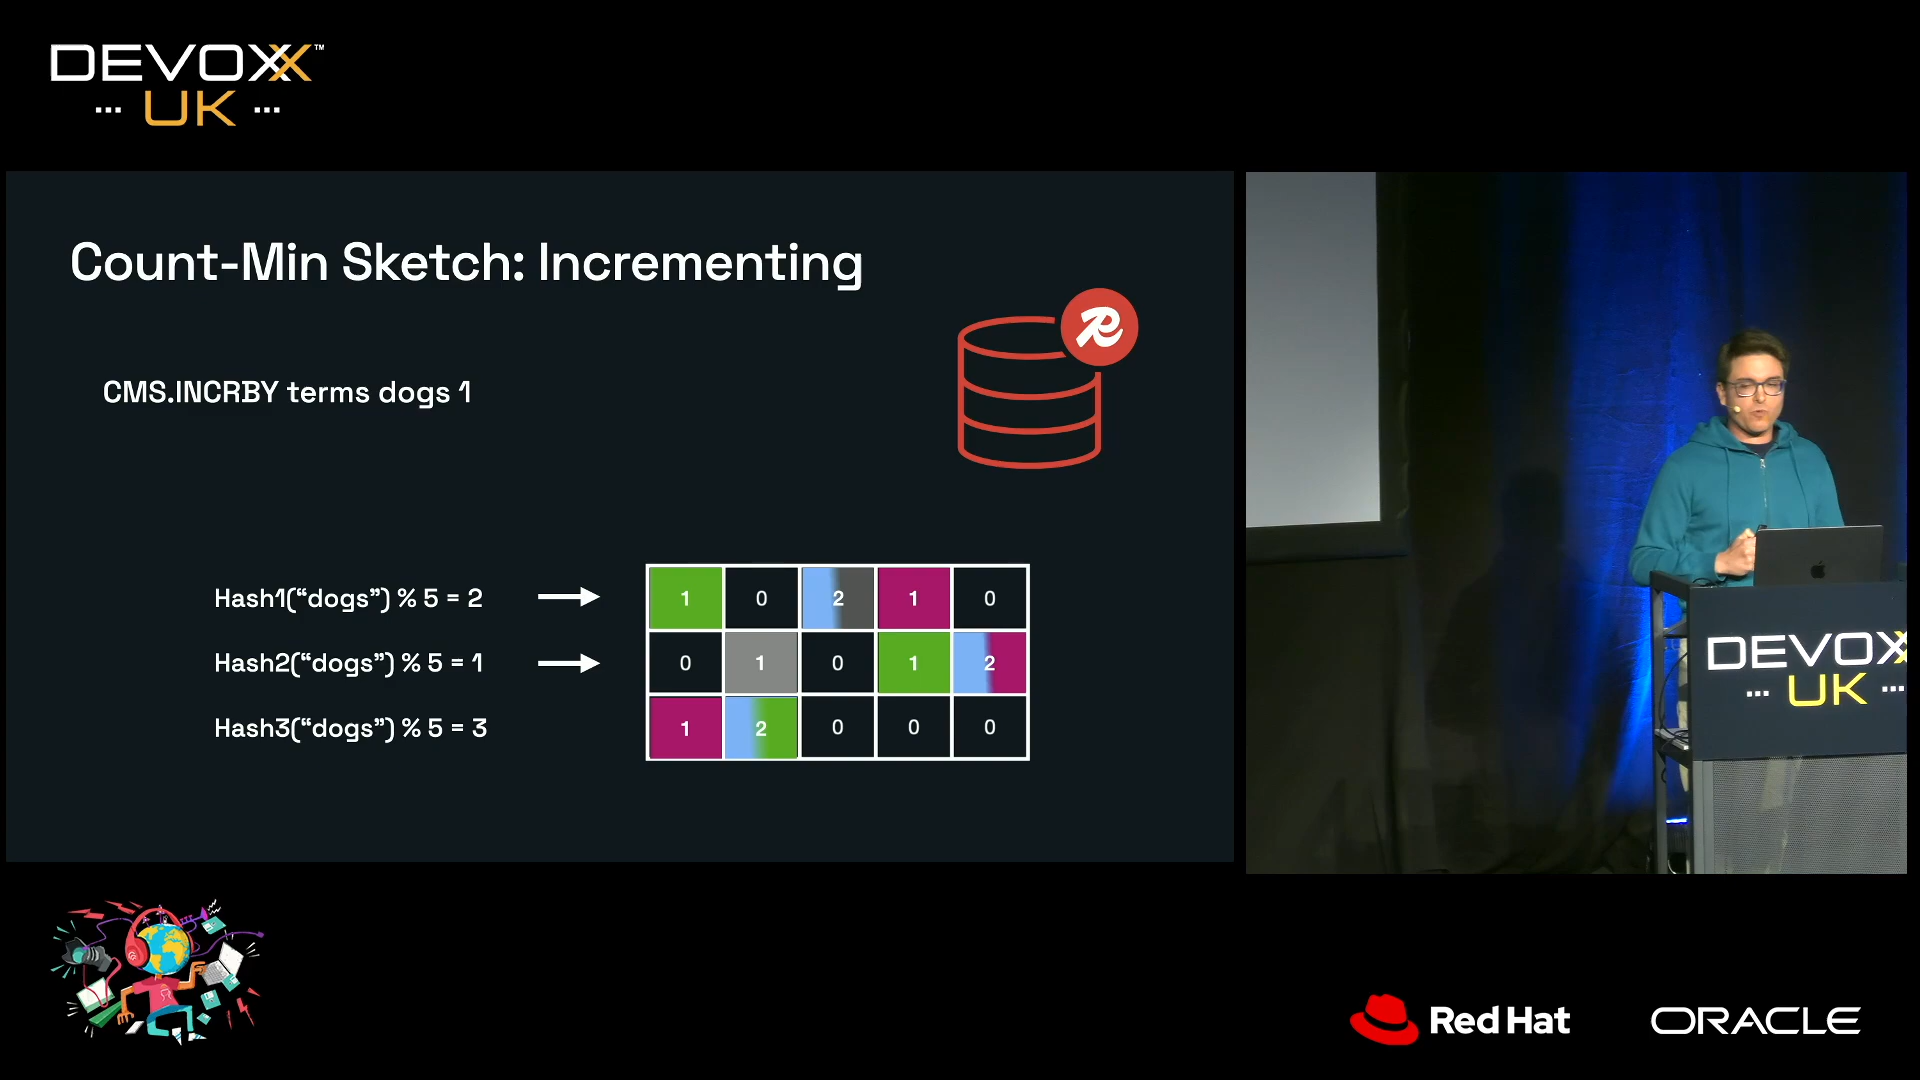 DEVOXX™
UK
Count-Min Sketch: Incrementing
CMS.INCRBY terms dogs 1
Hash1(“dogs”) % 5 = 2
1 0 2 1 0
Hash2(“dogs”) % 5 = 1
0 1 0 1 2
Hash3(“dogs”) % 5 = 3
1 2 0 0 0
DEVOXX
UK
Red Hat
ORACLE